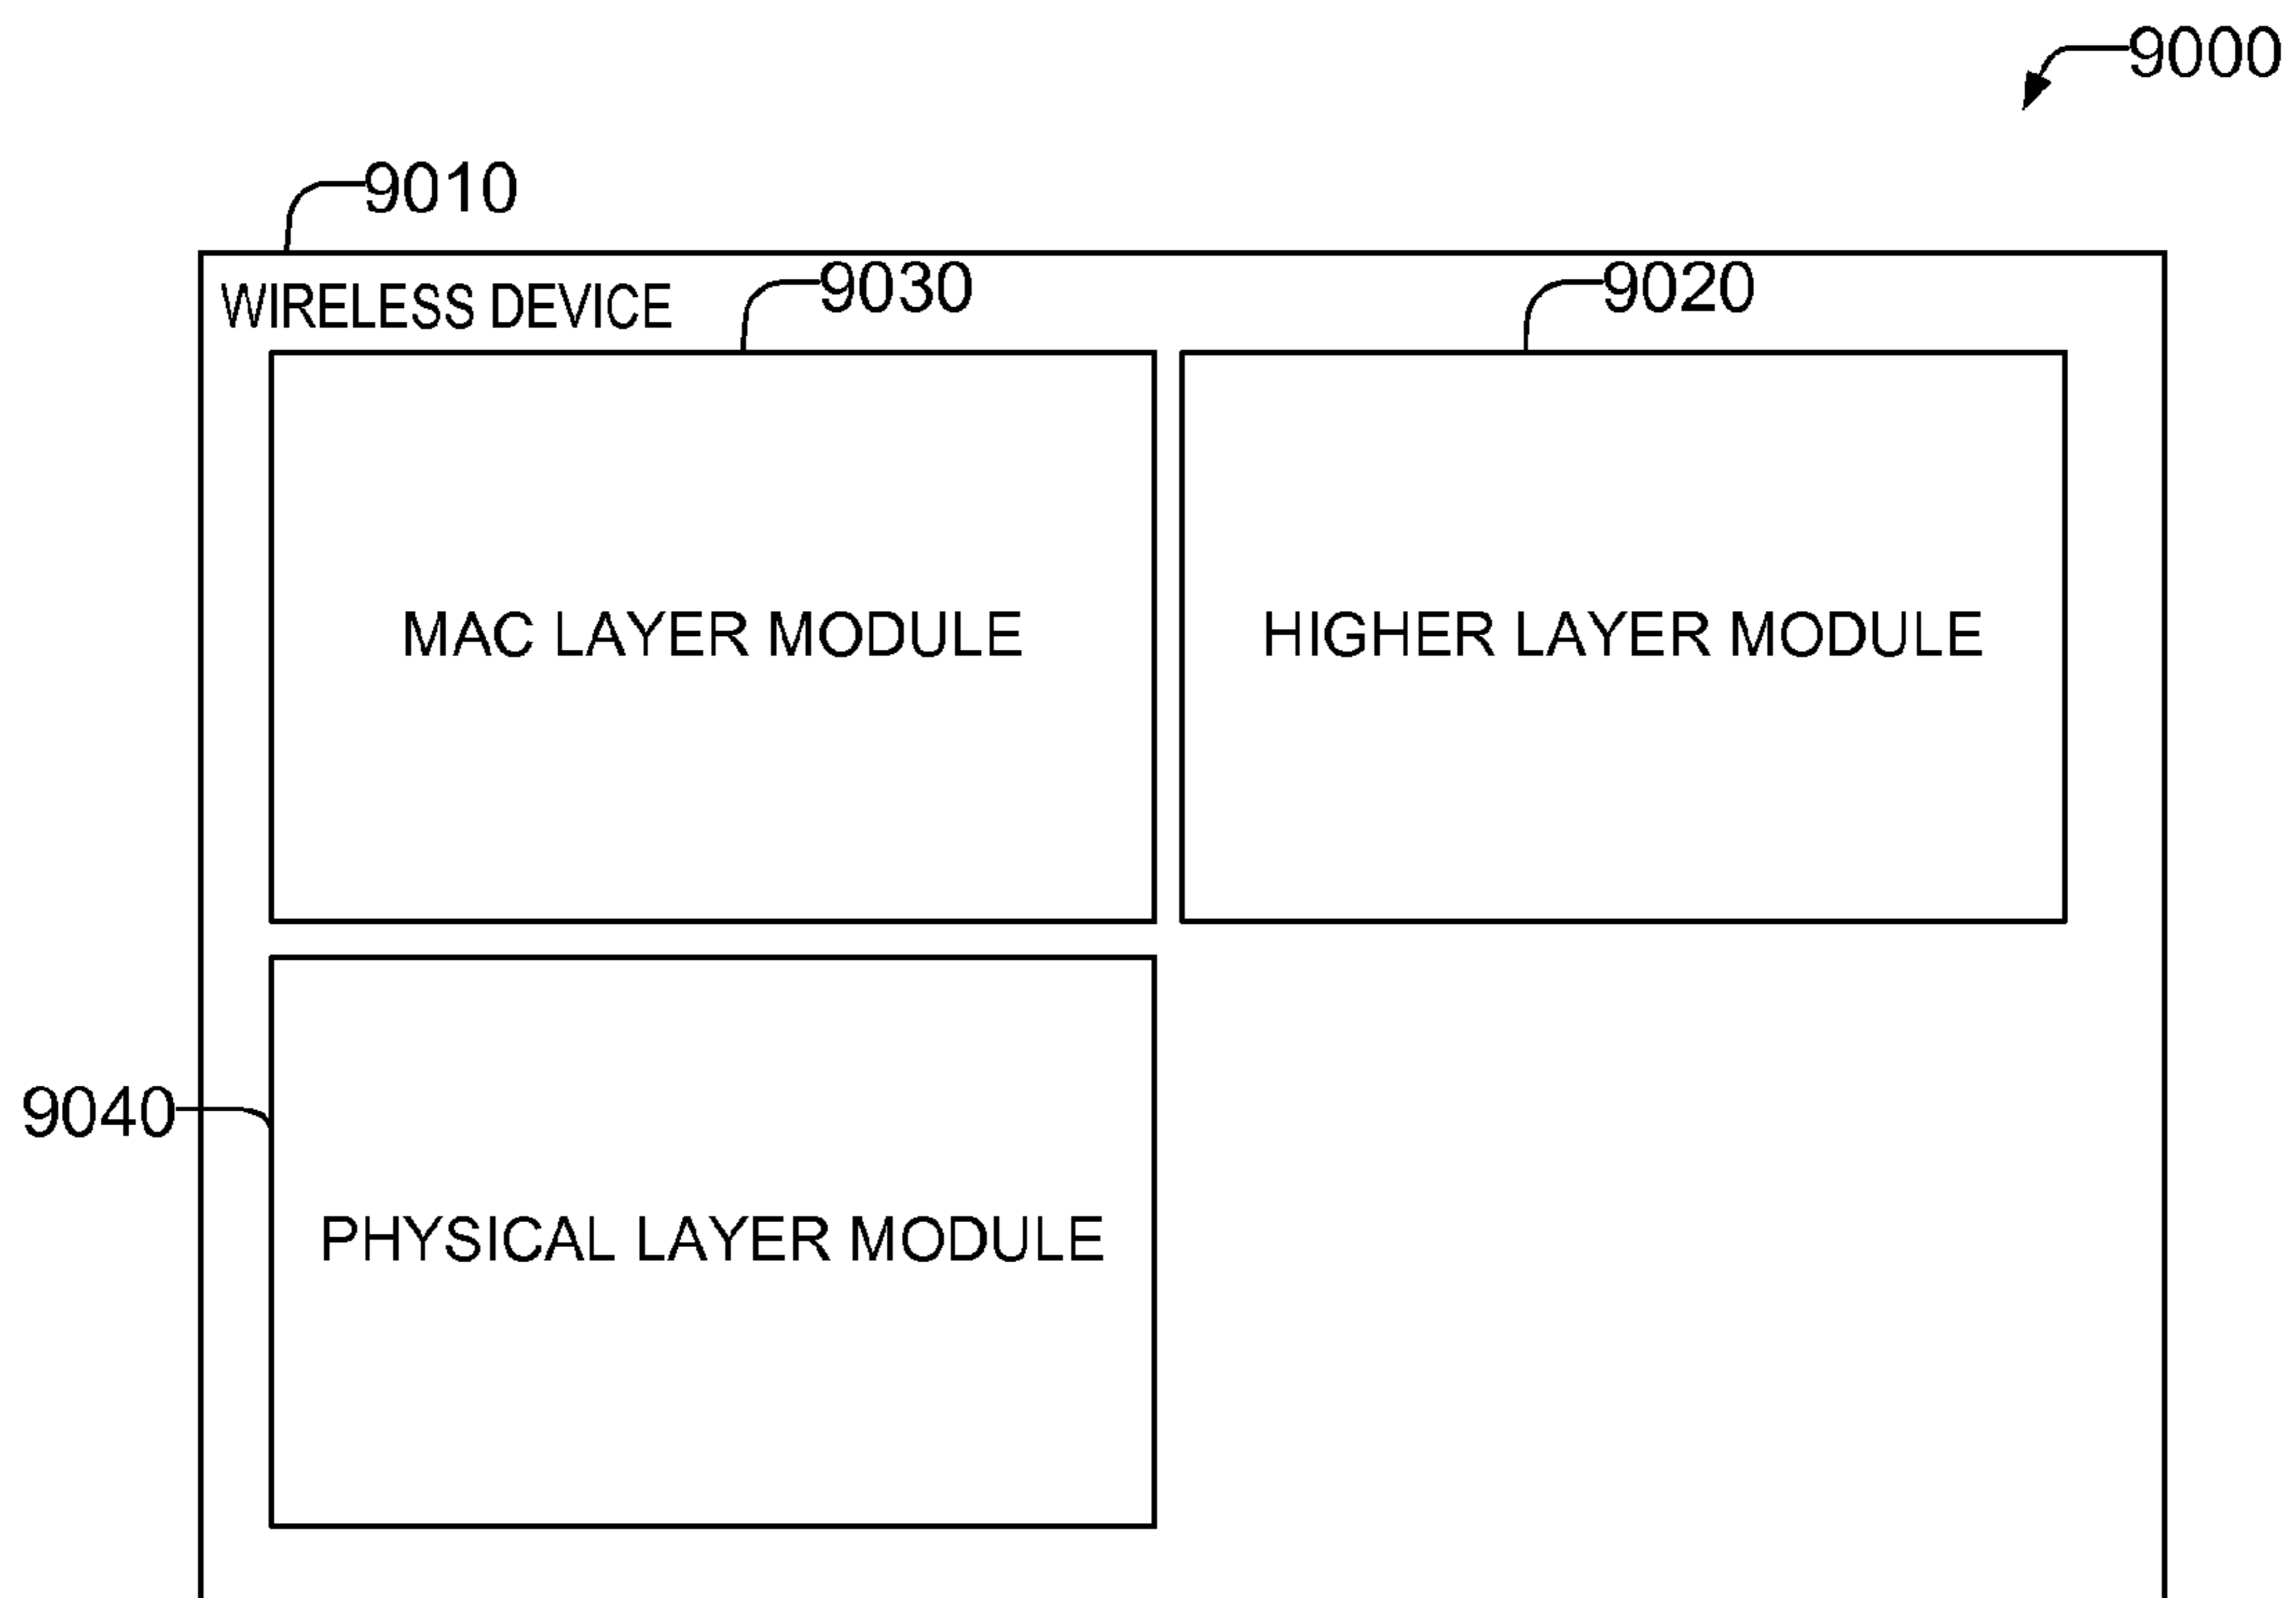 9000
9010
WIRELESS DEVICE
9030
9020
MAC LAYER MODULE
HIGHER LAYER MODULE
9040
PHYSICAL LAYER MODULE